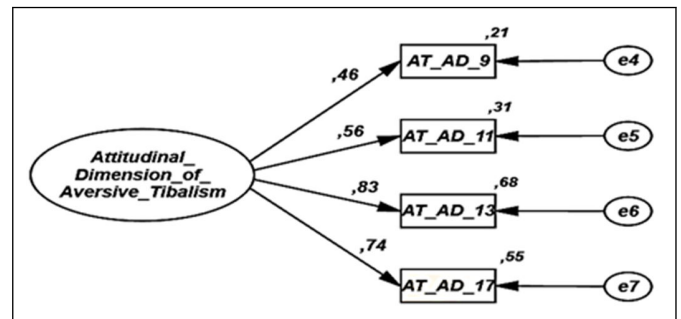 ,21
,46
AT_AD_9
e4
,31
,56
AT_AD_11
e5
Attitudinal_
Dimension_of_
Aversive_Tibalism
,83
,68
AT_AD_13
e6
,74
,55
AT_AD_17
e7